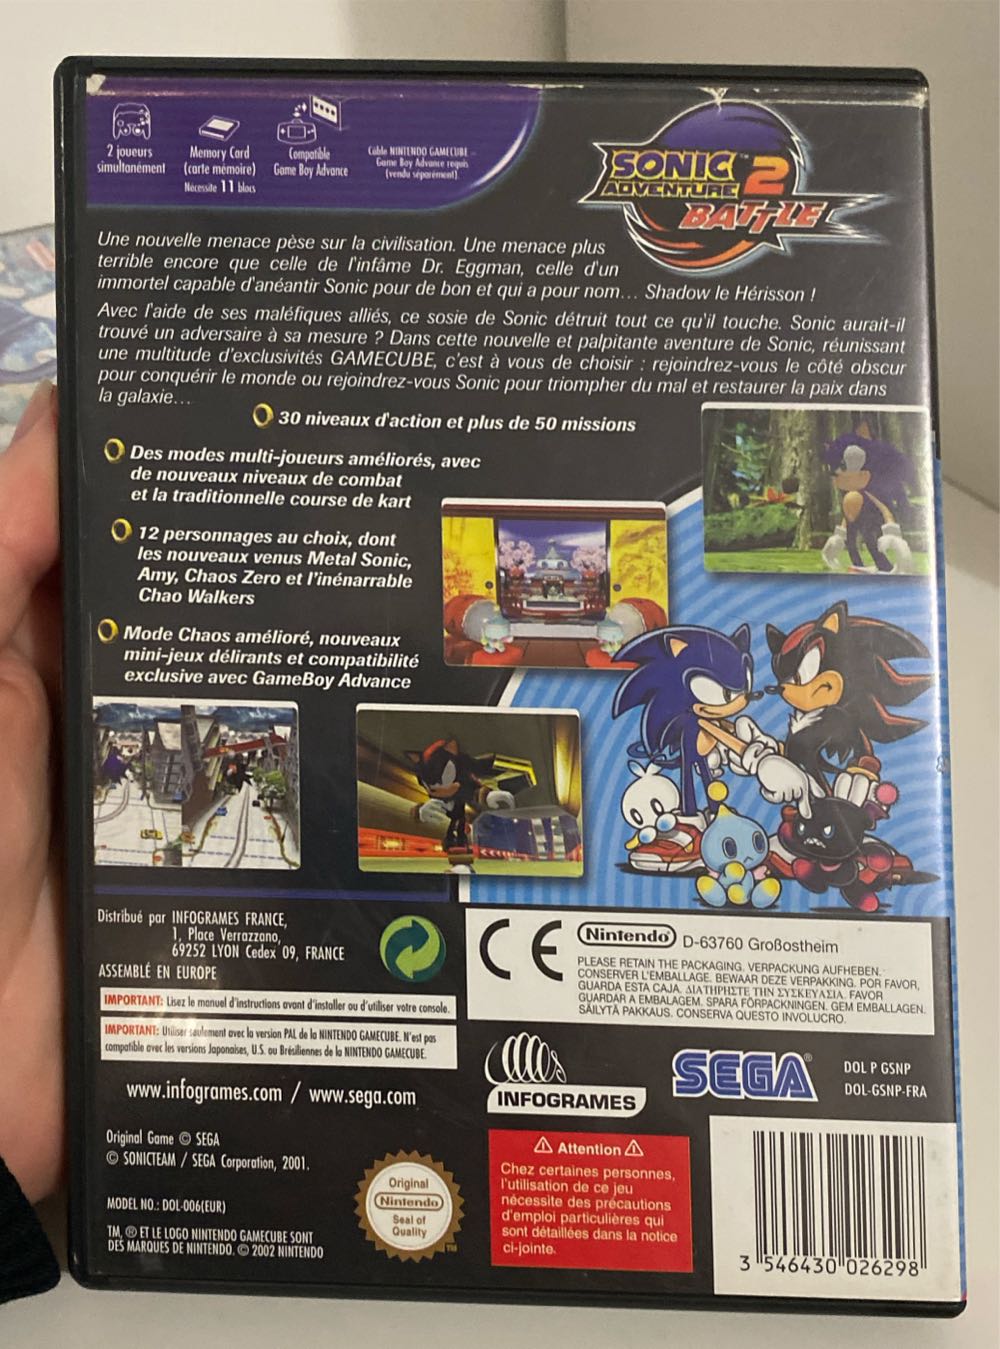 2 joueurs
simultanément
Memory Card
(carte mémoire)
Nécessite 11 blocs
Compatible
Game Boy Advance
Câble NINTENDO GAMECUBE –
Game Boy Advance requis
(vendu séparément).
SONIC 2
ADVENTURE
BATTLE
Une nouvelle menace pèse sur la civilisation. Une menace plus
terrible encore que celle de l'infâme Dr. Eggman, celle d'un
immortel capable d'anéantir Sonic pour de bon et qui a pour nom... Shadow le Hérisson !
Avec l'aide de ses maléfiques alliés, ce sosie de Sonic détruit tout ce qu'il touche. Sonic aurait-il
trouvé un adversaire à sa mesure ? Dans cette nouvelle et palpitante aventure de Sonic, réunissant
une multitude d'exclusivités GAMECUBE, c'est à vous de choisir : rejoindrez-vous le côté obscur
pour conquérir le monde ou rejoindrez-vous Sonic pour triompher du mal et restaurer la paix dans
la galaxie...
30 niveaux d'action et plus de 50 missions
Des modes multi-joueurs améliorés, avec
de nouveaux niveaux de combat
et la traditionnelle course de kart
12 personnages au choix, dont
les nouveaux venus Metal Sonic,
Amy, Chaos Zero et l'inénarrable
Chao Walkers
Mode Chaos amélioré, nouveaux
mini-jeux délirants et compatibilité
exclusive avec GameBoy Advance
Distribué par INFOGRAMES FRANCE,
1, Place Verrazzano,
69252 LYON Cedex 09, FRANCE
ASSEMBLÉ EN EUROPE
IMPORTANT: Lisez le manuel d'instructions avant d'installer ou d'utiliser votre console.
IMPORTANT: Utiliser seulement avec la version PAL de la NINTENDO GAMECUBE. N'est pas
compatible avec les versions Japonaises, U.S. ou Brésiliennes de la NINTENDO GAMECUBE.
www.infogrames.com / www.sega.com
Original Game © SEGA
© SONICTEAM / SEGA Corporation, 2001.
MODEL NO.: DOL-006(EUR)
TM, ® ET LE LOGO NINTENDO GAMECUBE SONT
DES MARQUES DE NINTENDO. © 2002 NINTENDO
Original
Nintendo
Seal of
Quality
TM
CE Nintendo® D-63760 Großostheim
PLEASE RETAIN THE PACKAGING. VERPACKUNG AUFHEBEN.
CONSERVER L'EMBALLAGE. BEWAAR DEZE VERPAKKING. POR FAVOR,
GUARDA ESTA CAJA. ΔΙΑΤΗΡΗΣΤΕ ΤΗΝ ΣΥΣΚΕΥΑΣΙΑ. FAVOR
GUARDAR A EMBALAGEM. SPARA FÖRPACKNINGEN. GEM EMBALLAGEN.
SÄILYTÄ PAKKAUS. CONSERVA QUESTO INVOLUCRO.
INFOGRAMES
SEGA®
DOL P GSNP
DOL-GSNP-FRA
Attention
Chez certaines personnes,
l'utilisation de ce jeu
nécessite des précautions
d'emploi particulières qui
sont détaillées dans la notice
ci-jointe.
3 546430 026298